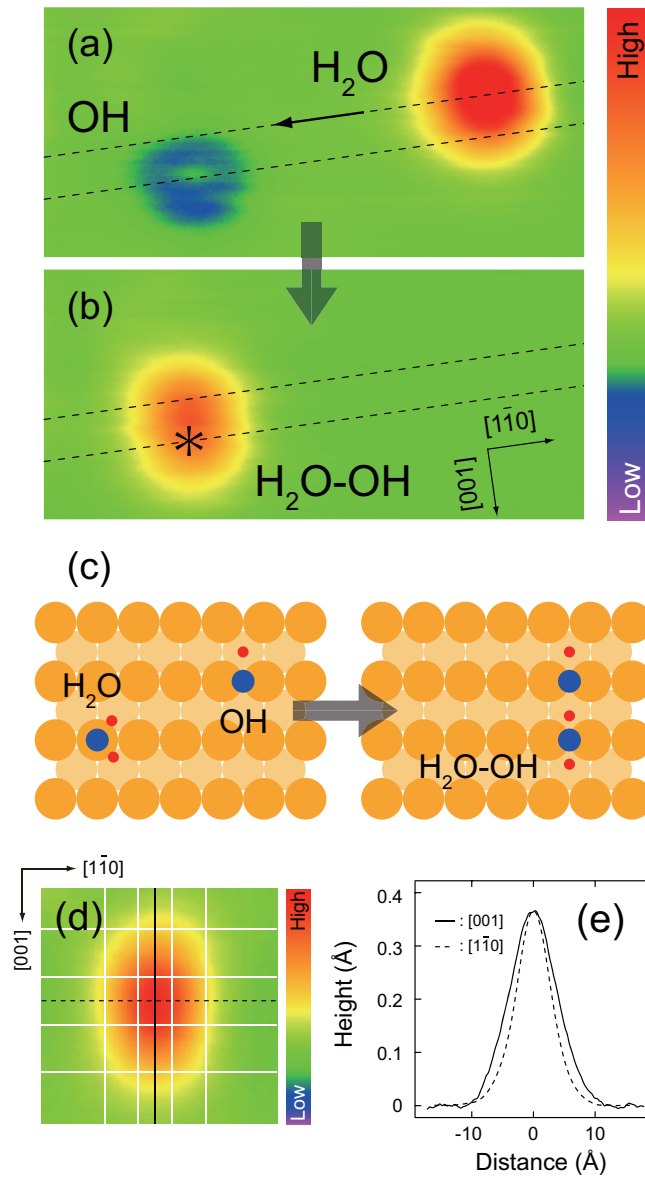 (a)
H₂O
OH
High
(b)
*
H₂O-OH
[11̄0]
[001]
Low
(c)
H₂O
OH
H₂O-OH
[11̄0]
[001]
(d)
High
Low
(e)
0.4
0.3
0.2
0.1
0
Height (Å)
: [001]
: [11̄0]
-10
0
10
Distance (Å)